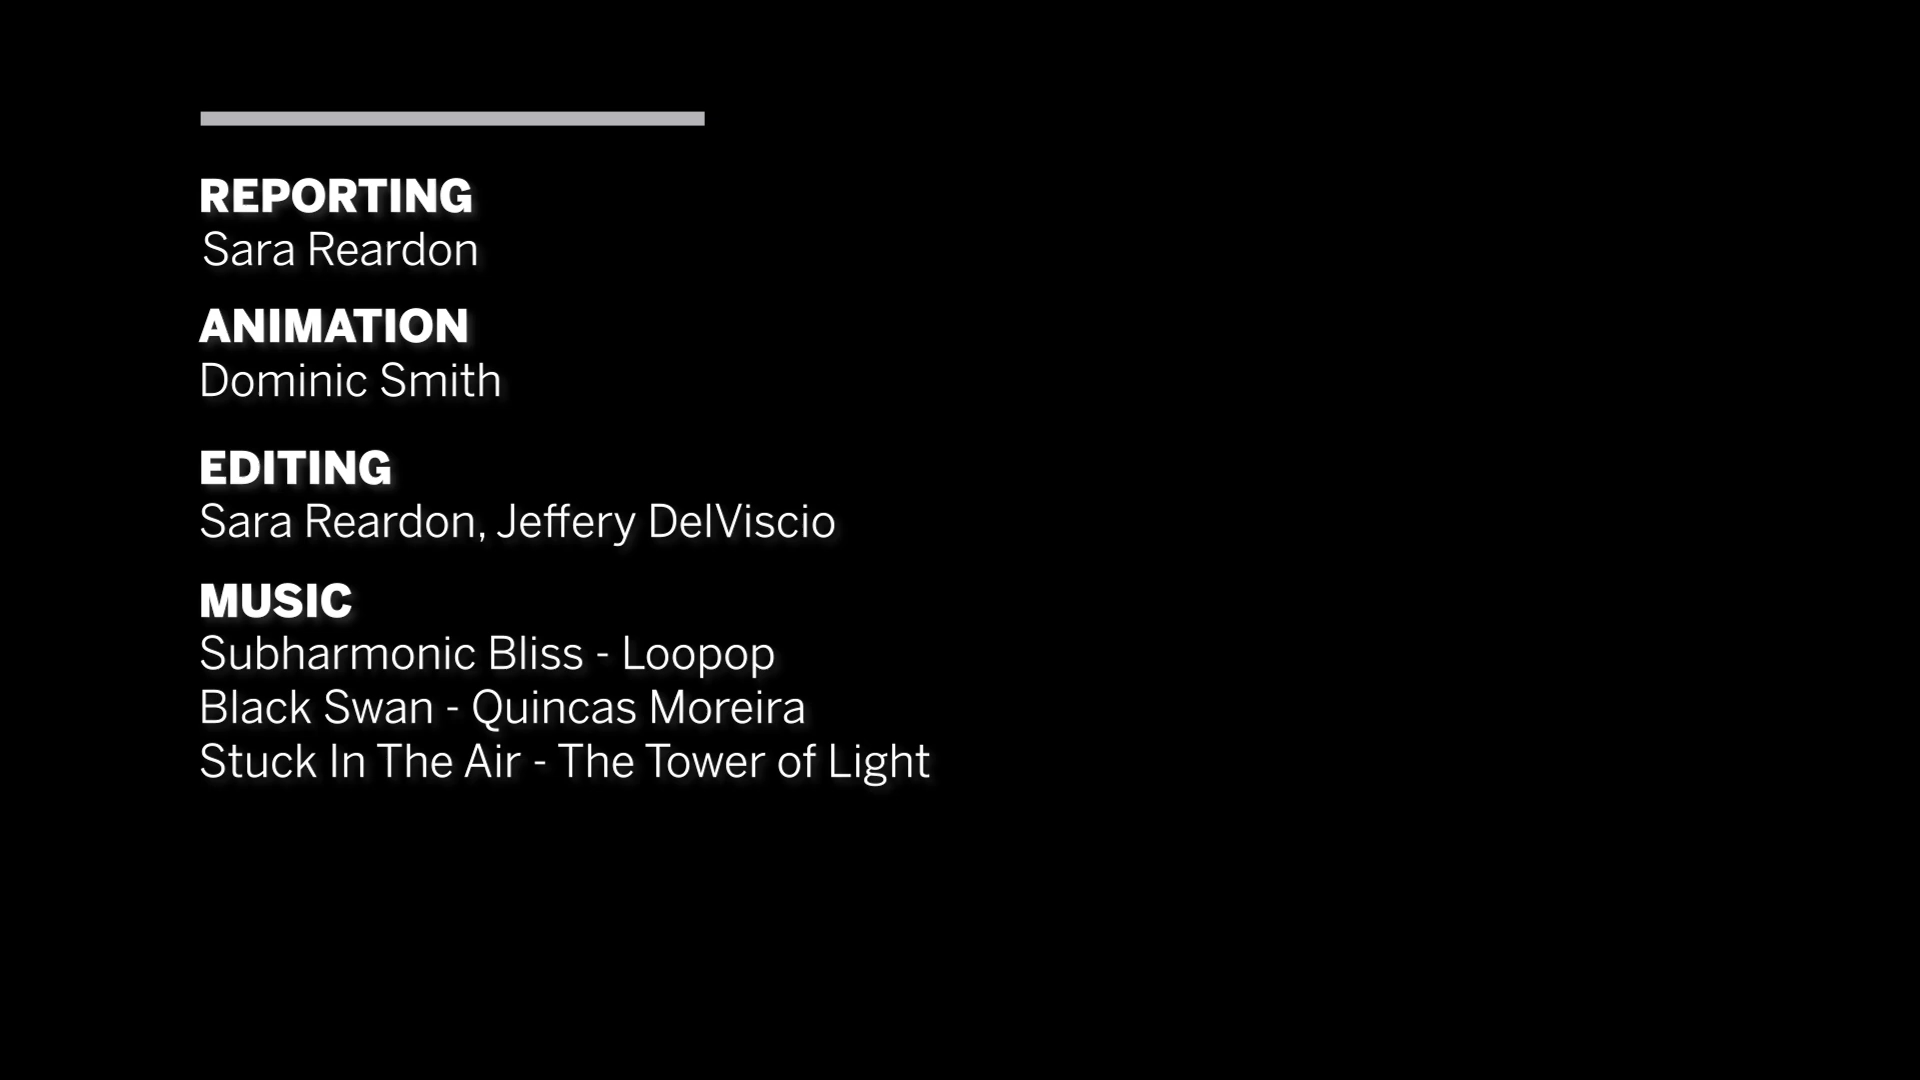 REPORTING
Sara Reardon
ANIMATION
Dominic Smith
EDITING
Sara Reardon, Jeffery DelViscio
MUSIC
Subharmonic Bliss - Loopop
Black Swan - Quincas Moreira
Stuck In The Air - The Tower of Light